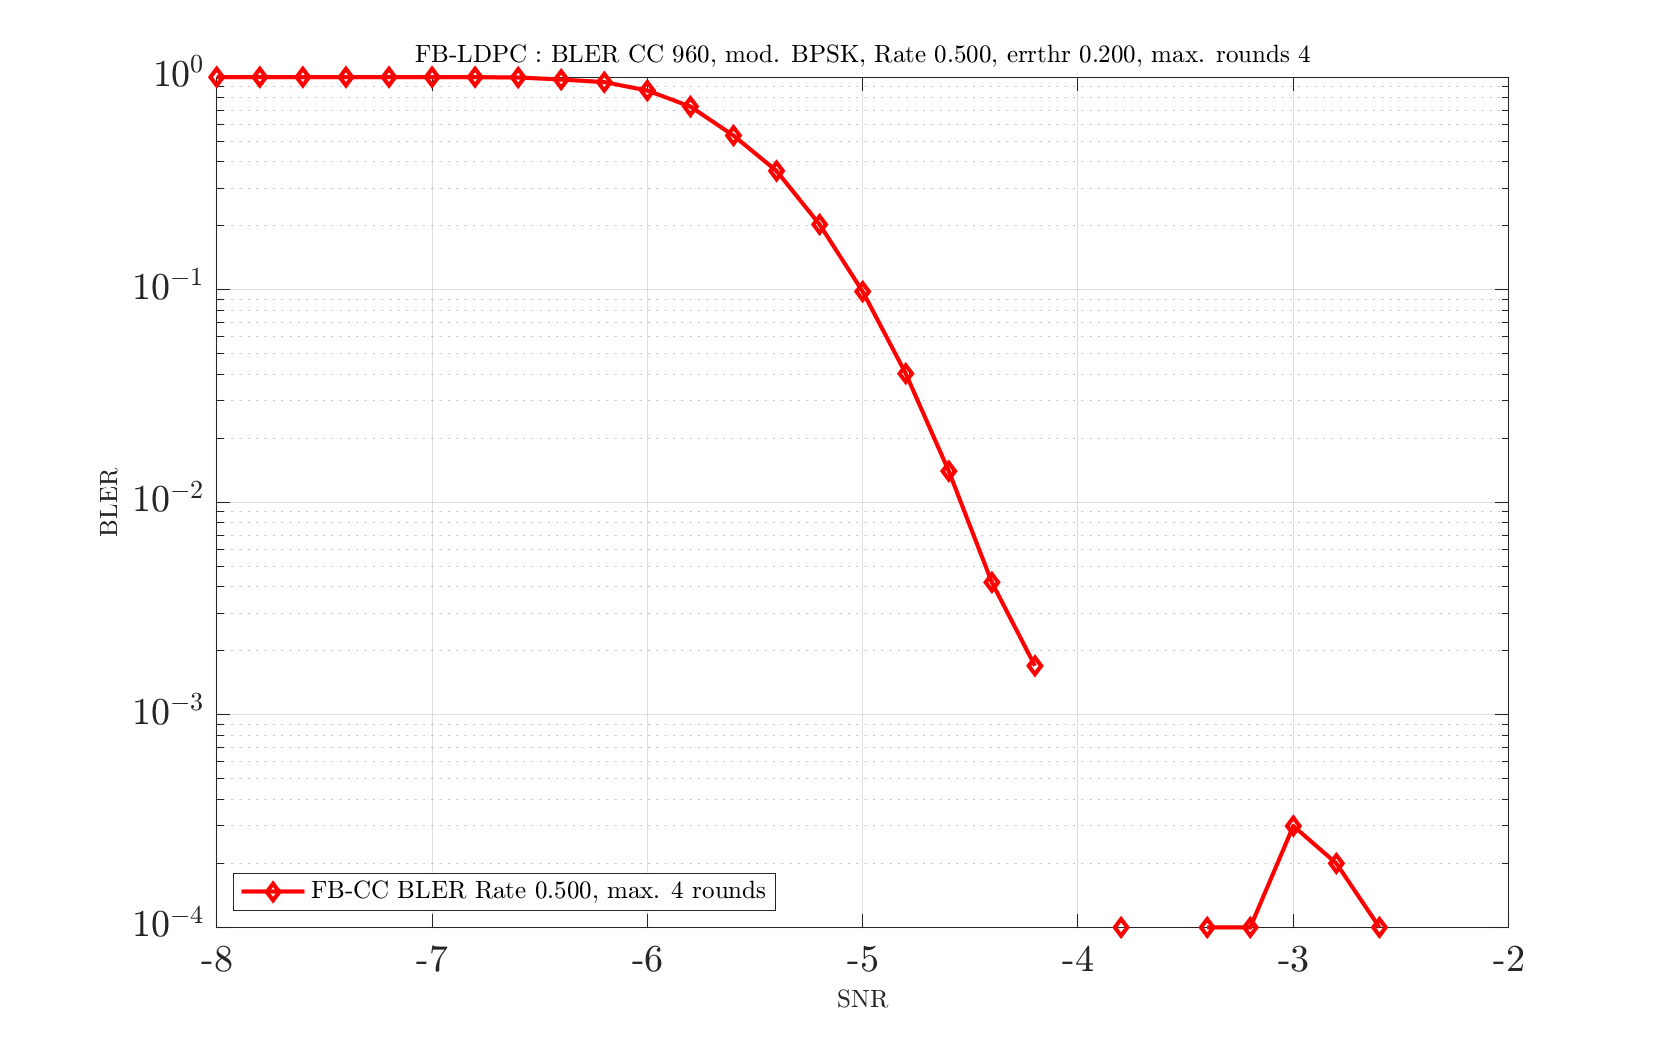 FB-LDPC : BLER CC 960, mod. BPSK, Rate 0.500, errthr 0.200, max. rounds 4
10^0
10^-1
10^-2
10^-3
10^-4
BLER
FB-CC BLER Rate 0.500, max. 4 rounds
-8 -7 -6 -5 -4 -3 -2
SNR